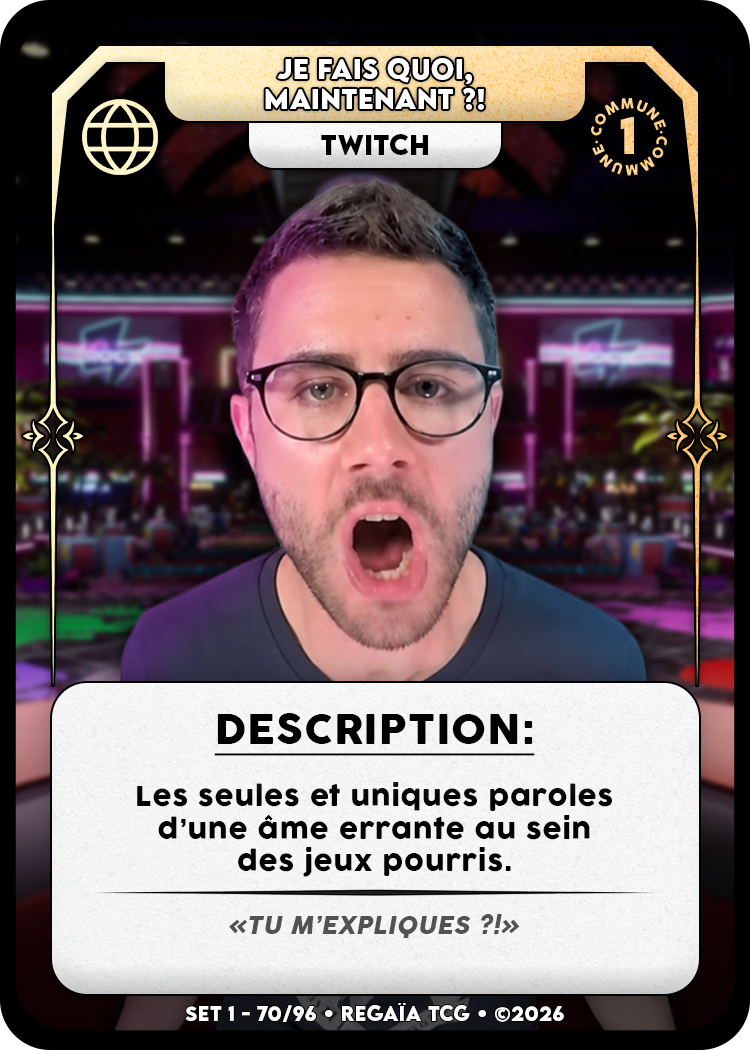 JE FAIS QUOI,
MAINTENANT ?!
TWITCH
COMMUNE·COMMUNE·
1
DESCRIPTION:
Les seules et uniques paroles
d'une âme errante au sein
des jeux pourris.
«TU M'EXPLIQUES ?!»
SET 1 - 70/96 • REGAÏA TCG • ©2026